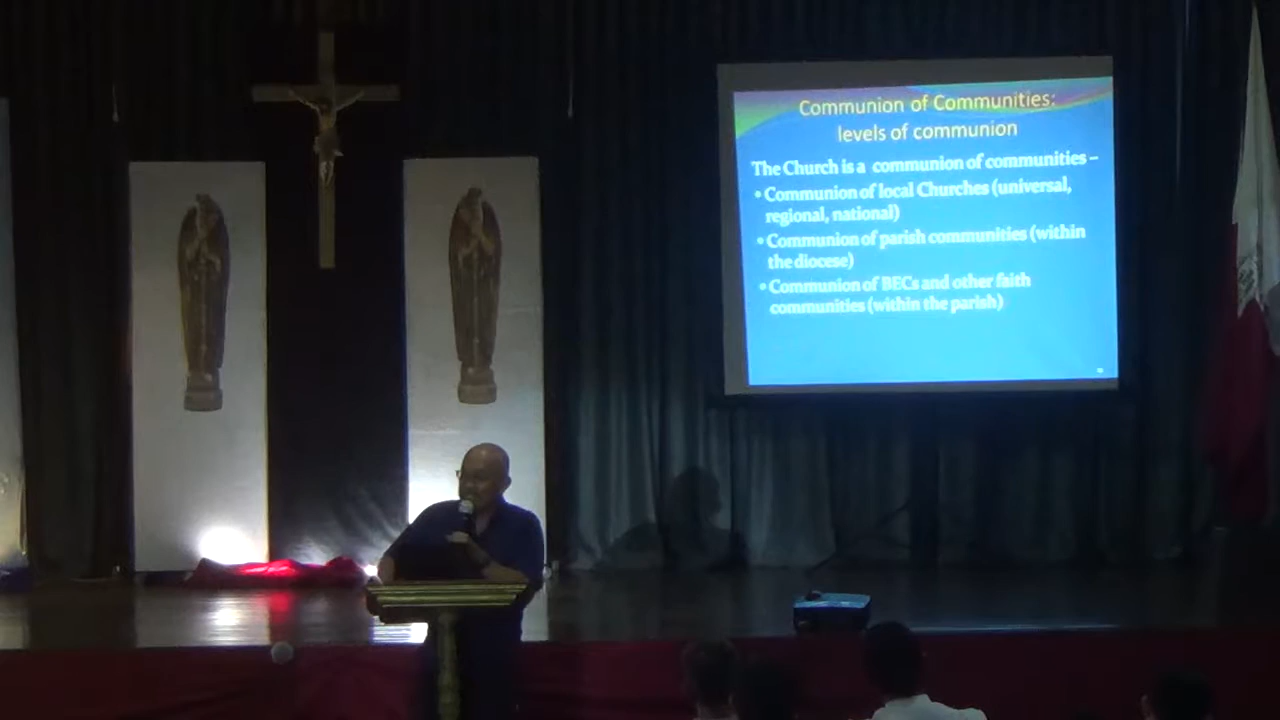 Communion of Communities:
levels of communion
The Church is a communion of communities –
• Communion of local Churches (universal,
regional, national)
• Communion of parish communities (within
the diocese)
• Communion of BECs and other faith
communities (within the parish)